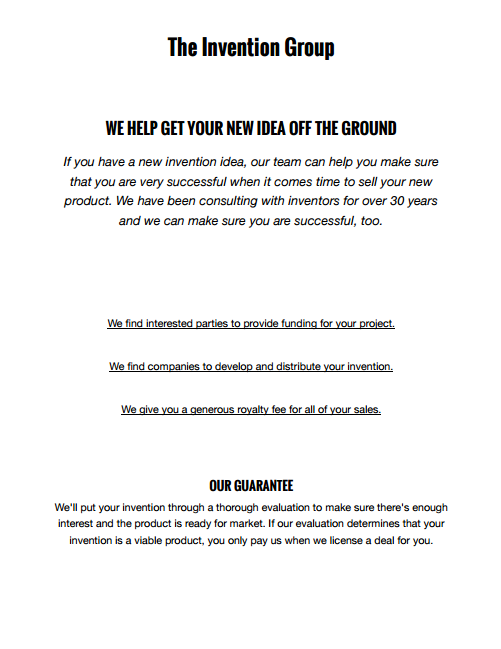 The Invention Group
WE HELP GET YOUR NEW IDEA OFF THE GROUND
If you have a new invention idea, our team can help you make sure
that you are very successful when it comes time to sell your new
product. We have been consulting with inventors for over 30 years
and we can make sure you are successful, too.
We find interested parties to provide funding for your project.
We find companies to develop and distribute your invention.
We give you a generous royalty fee for all of your sales.
OUR GUARANTEE
We'll put your invention through a thorough evaluation to make sure there's enough
interest and the product is ready for market. If our evaluation determines that your
invention is a viable product, you only pay us when we license a deal for you.